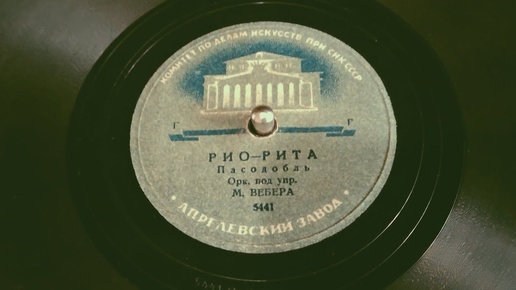 КОМИТЕТ ПО ДЕЛАМ ИСКУССТВ ПРИ СНК СССР
Г Г
РИО-РИТА
Пасодобль
Орк. под упр.
М. ВЕБЕРА
5441
• АПРЕЛЕВСКИЙ ЗАВОД •